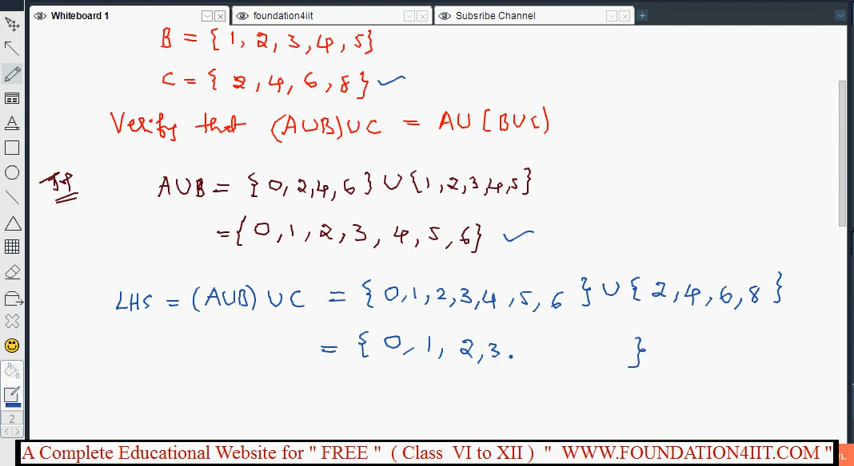 Whiteboard 1 foundation4iit Subsribe Channel
B = {1, 2, 3, 4, 5}
C = {2, 4, 6, 8}
Verify that (AUB)UC = AU[BUC)
AUB = {0, 2, 4, 6} U {1, 2, 3, 4, 5}
= {0, 1, 2, 3, 4, 5, 6}
LHS = (AUB) UC = {0, 1, 2, 3, 4, 5, 6} U {2, 4, 6, 8}
= {0, 1, 2, 3. }
2
A Complete Educational Website for " FREE " ( Class VI to XII ) " WWW.FOUNDATION4IIT.COM "